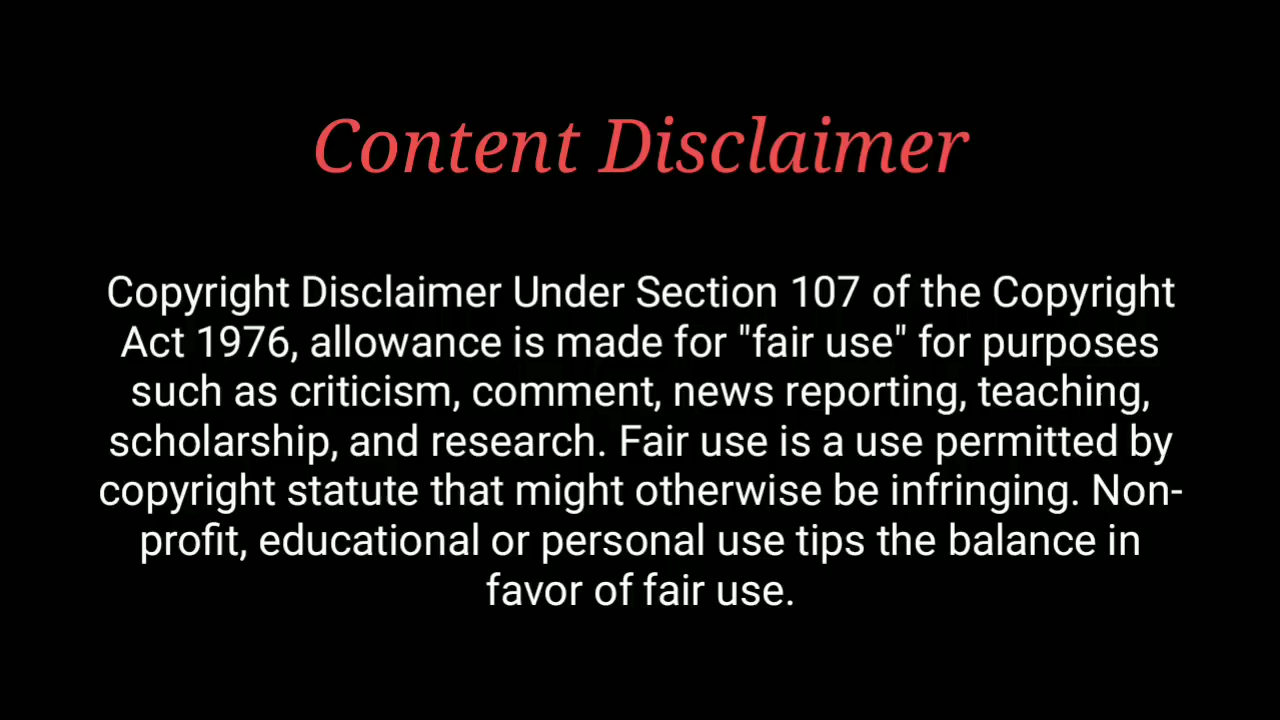 Content Disclaimer
Copyright Disclaimer Under Section 107 of the Copyright
Act 1976, allowance is made for "fair use" for purposes
such as criticism, comment, news reporting, teaching,
scholarship, and research. Fair use is a use permitted by
copyright statute that might otherwise be infringing. Non-
profit, educational or personal use tips the balance in
favor of fair use.